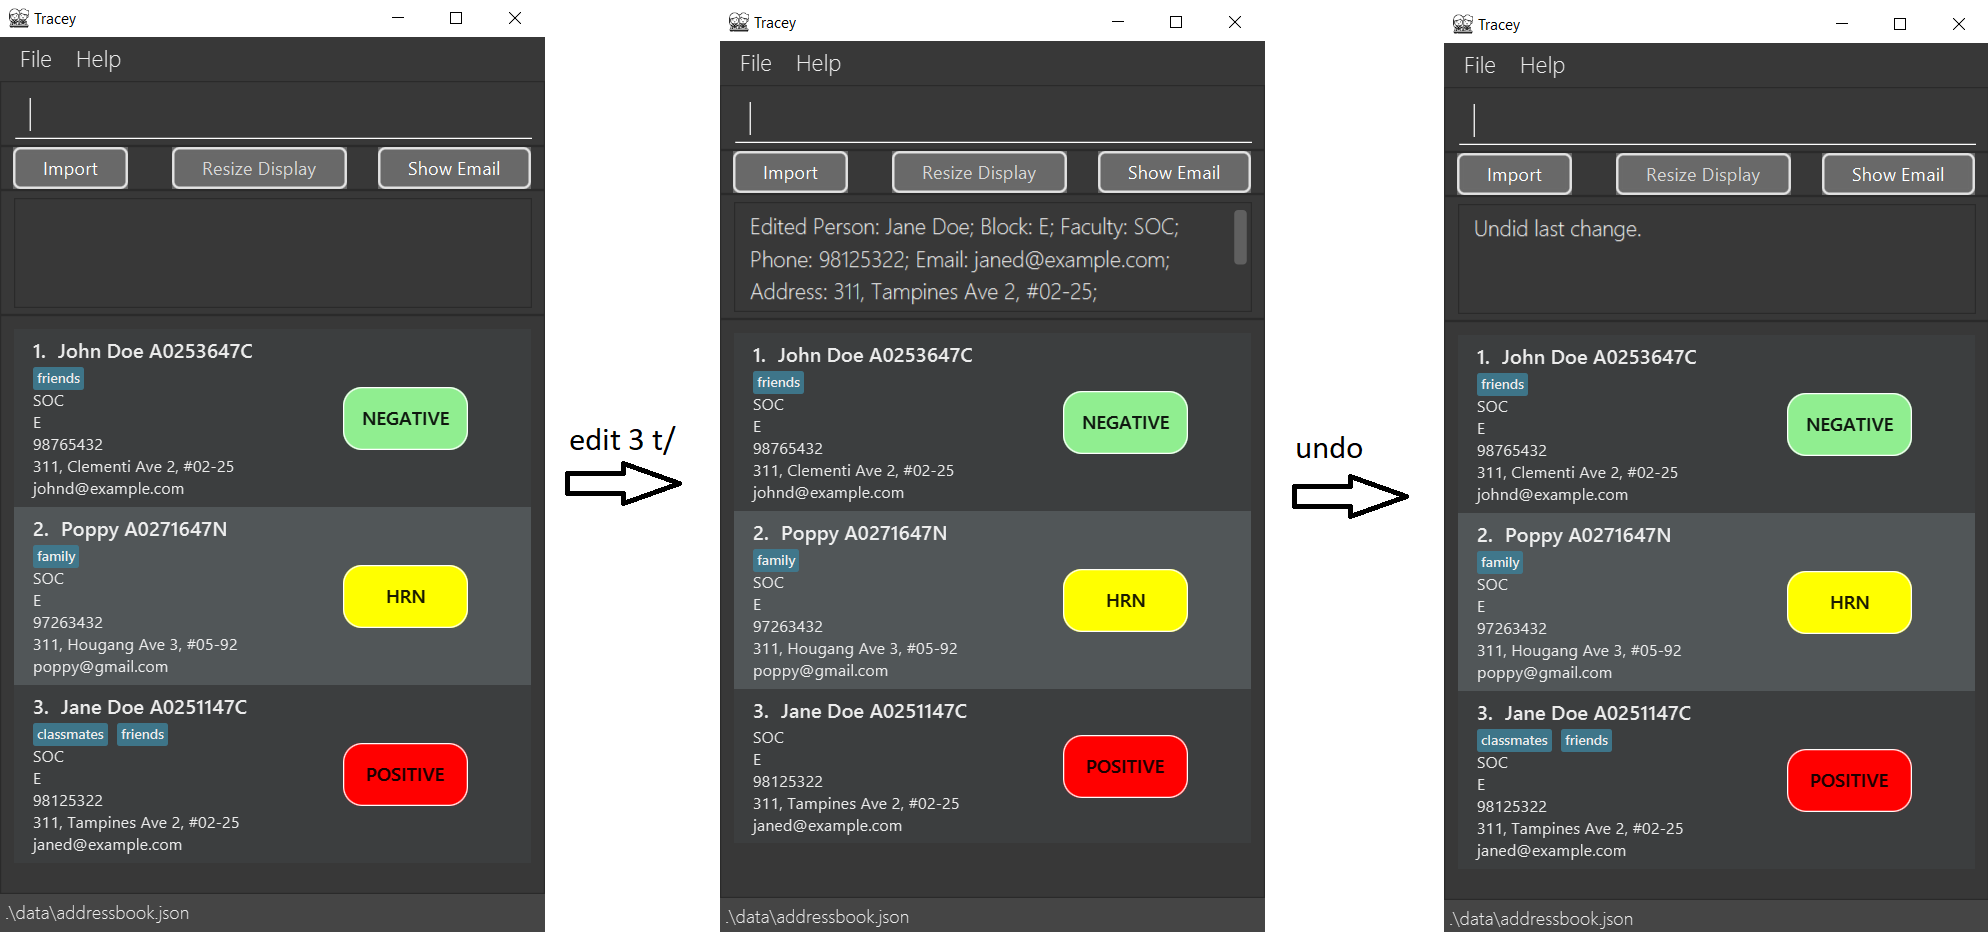 Tracey
File Help
Import Resize Display Show Email
1. John Doe A0253647C
friends
SOC
E
98765432
311, Clementi Ave 2, #02-25
johnd@example.com
NEGATIVE
2. Poppy A0271647N
family
SOC
E
97263432
311, Hougang Ave 3, #05-92
poppy@gmail.com
HRN
3. Jane Doe A0251147C
classmates friends
SOC
E
98125322
311, Tampines Ave 2, #02-25
janed@example.com
POSITIVE
.\data\addressbook.json
edit 3 t/
Tracey
File Help
Import Resize Display Show Email
Edited Person: Jane Doe; Block: E; Faculty: SOC;
Phone: 98125322; Email: janed@example.com;
Address: 311, Tampines Ave 2, #02-25;
1. John Doe A0253647C
friends
SOC
E
98765432
311, Clementi Ave 2, #02-25
johnd@example.com
NEGATIVE
2. Poppy A0271647N
family
SOC
E
97263432
311, Hougang Ave 3, #05-92
poppy@gmail.com
HRN
3. Jane Doe A0251147C
SOC
E
98125322
311, Tampines Ave 2, #02-25
janed@example.com
POSITIVE
.\data\addressbook.json
undo
Tracey
File Help
Import Resize Display Show Email
Undid last change.
1. John Doe A0253647C
friends
SOC
E
98765432
311, Clementi Ave 2, #02-25
johnd@example.com
NEGATIVE
2. Poppy A0271647N
family
SOC
E
97263432
311, Hougang Ave 3, #05-92
poppy@gmail.com
HRN
3. Jane Doe A0251147C
classmates friends
SOC
E
98125322
311, Tampines Ave 2, #02-25
janed@example.com
POSITIVE
.\data\addressbook.json